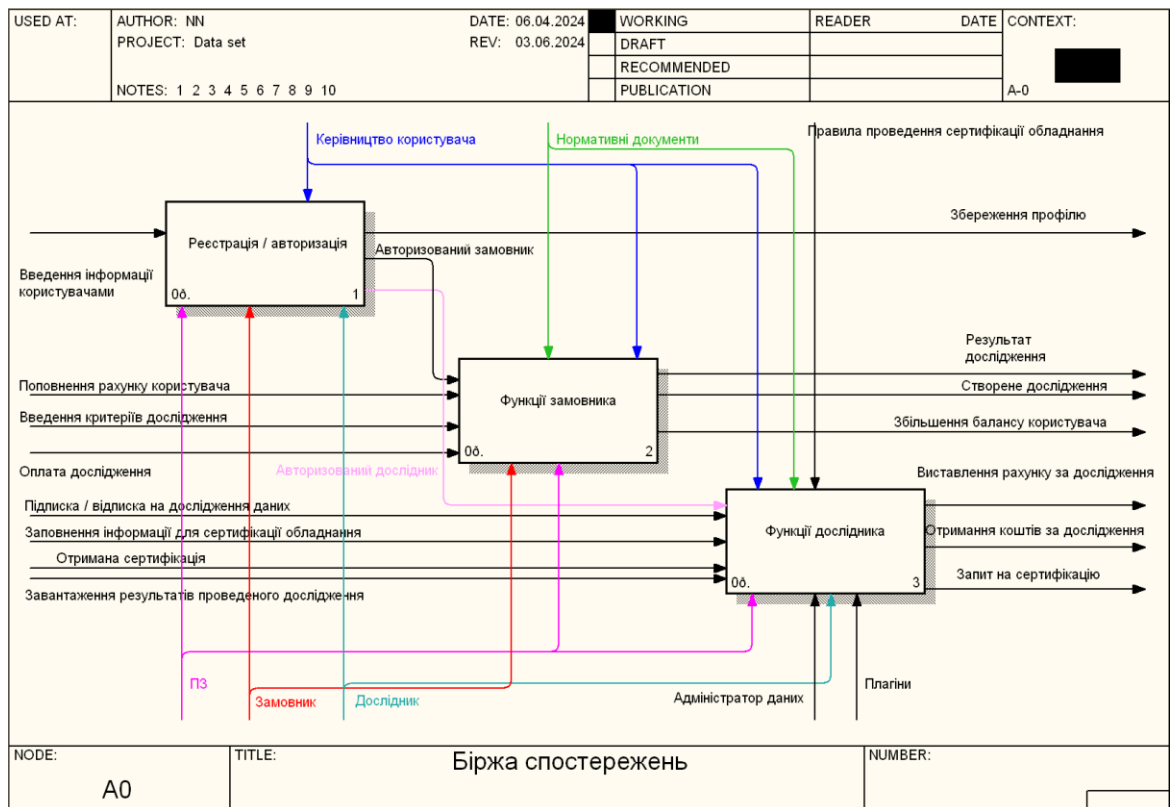 USED AT:
AUTHOR: NN
DATE: 06.04.2024
PROJECT: Data set
REV: 03.06.2024
NOTES: 1 2 3 4 5 6 7 8 9 10
WORKING
DRAFT
RECOMMENDED
PUBLICATION
READER
DATE
CONTEXT:
A-0
Керівництво користувача
Нормативні документи
Правила проведення сертифікації обладнання
Збереження профілю
Реєстрація / авторизація
0ð.
1
Авторизований замовник
Введення інформації
користувачами
Результат
дослідження
Поповнення рахунку користувача
Створене дослідження
Функції замовника
0ð.
2
Введення критеріїв дослідження
Збільшення балансу користувача
Оплата дослідження
Авторизований дослідник
Виставлення рахунку за дослідження
Підписка / відписка на дослідження даних
Заповнення інформації для сертифікації обладнання
Функції дослідника
0ð.
3
Отримання коштів за дослідження
Отримана сертифікація
Запит на сертифікацію
Завантаження результатів проведеного дослідження
ПЗ
Замовник
Дослідник
Адміністратор даних
Плагіни
NODE:
A0
TITLE:
Біржа спостережень
NUMBER: